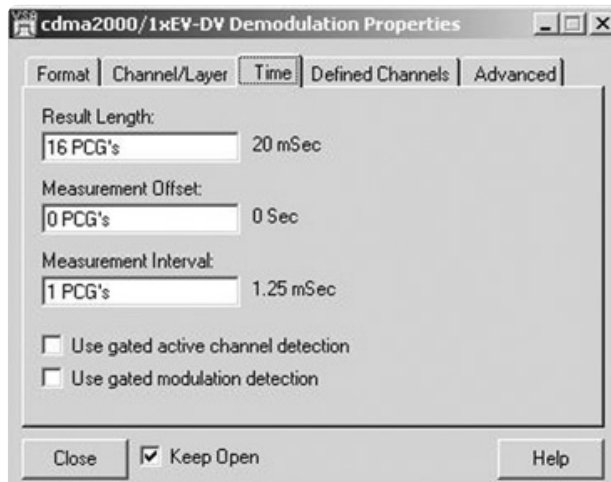 VSA
cdma2000/1xEV-DV Demodulation Properties
Format Channel/Layer Time Defined Channels Advanced
Result Length:
16 PCG's 20 mSec
Measurement Offset:
0 PCG's 0 Sec
Measurement Interval:
1 PCG's 1.25 mSec
Use gated active channel detection
Use gated modulation detection
Close Keep Open Help